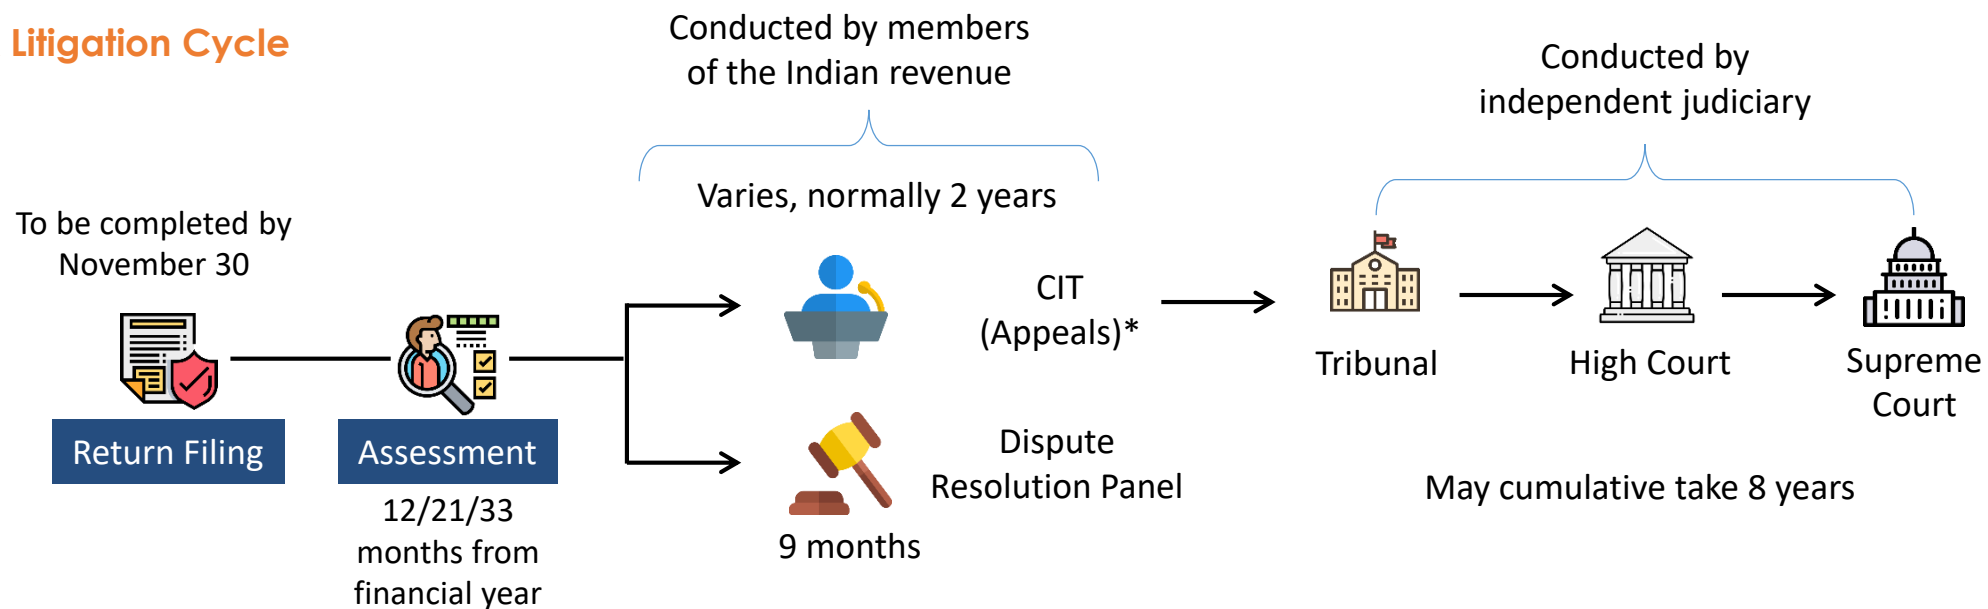 Litigation Cycle
Conducted by members
of the Indian revenue
Conducted by
independent judiciary
Varies, normally 2 years
To be completed by
November 30
CIT
(Appeals)*
Tribunal
High Court
Supreme
Court
Return Filing
Assessment
12/21/33
months from
financial year
Dispute
Resolution Panel
9 months
May cumulative take 8 years